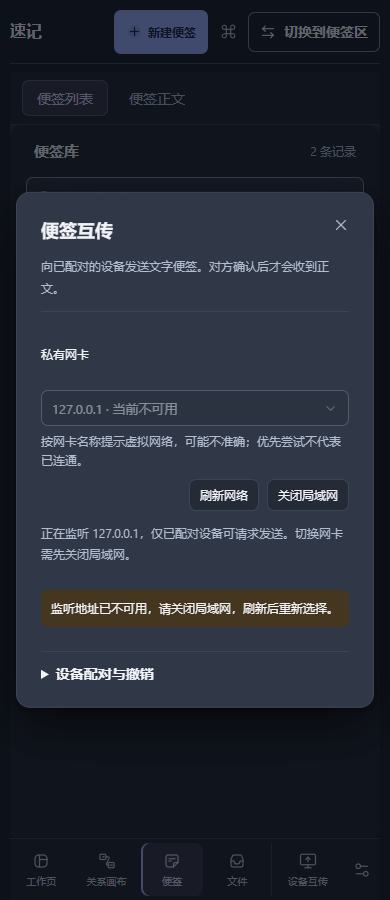 速记
新建便签
切换到便签区
便签列表
便签正文
便签库
2 条记录
便签互传
向已配对的设备发送文字便签。对方确认后才会收到正
文。
私有网卡
127.0.0.1 · 当前不可用
按网卡名称提示虚拟网络，可能不准确；优先尝试不代表
已连通。
刷新网络
关闭局域网
正在监听 127.0.0.1，仅已配对设备可请求发送。切换网卡
需先关闭局域网。
监听地址已不可用，请关闭局域网，刷新后重新选择。
设备配对与撤销
工作页
关系画布
便签
文件
设备互传